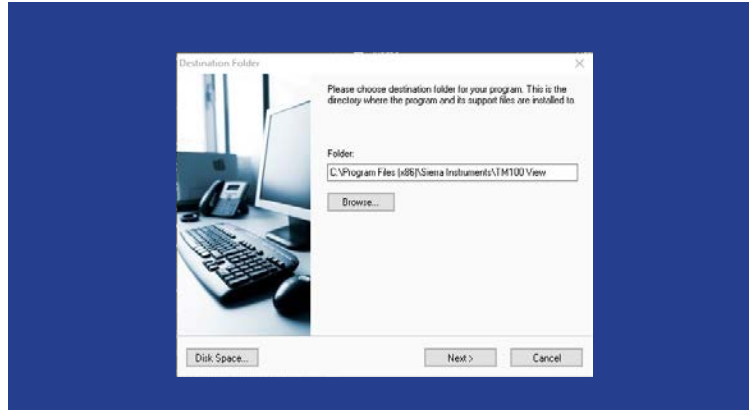 Destination Folder
Please choose destination folder for your program. This is the
directory where the program and its support files are installed to.
Folder:
C:\Program Files (x86)\Sierra Instruments\TM100 View
Browse...
Disk Space...
Next >
Cancel